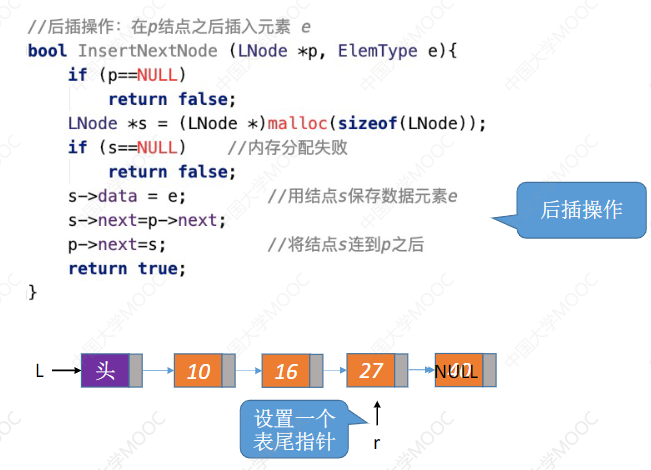 //后插操作：在p结点之后插入元素 e
bool InsertNextNode (LNode *p, ElemType e){
if (p==NULL)
return false;
LNode *s = (LNode *)malloc(sizeof(LNode));
if (s==NULL) //内存分配失败
return false;
s->data = e; //用结点s保存数据元素e
s->next=p->next;
p->next=s; //将结点s连到p之后
return true;
}
后插操作
L 头 10 16 27 NULL
设置一个
表尾指针
r
中国大学MOOC